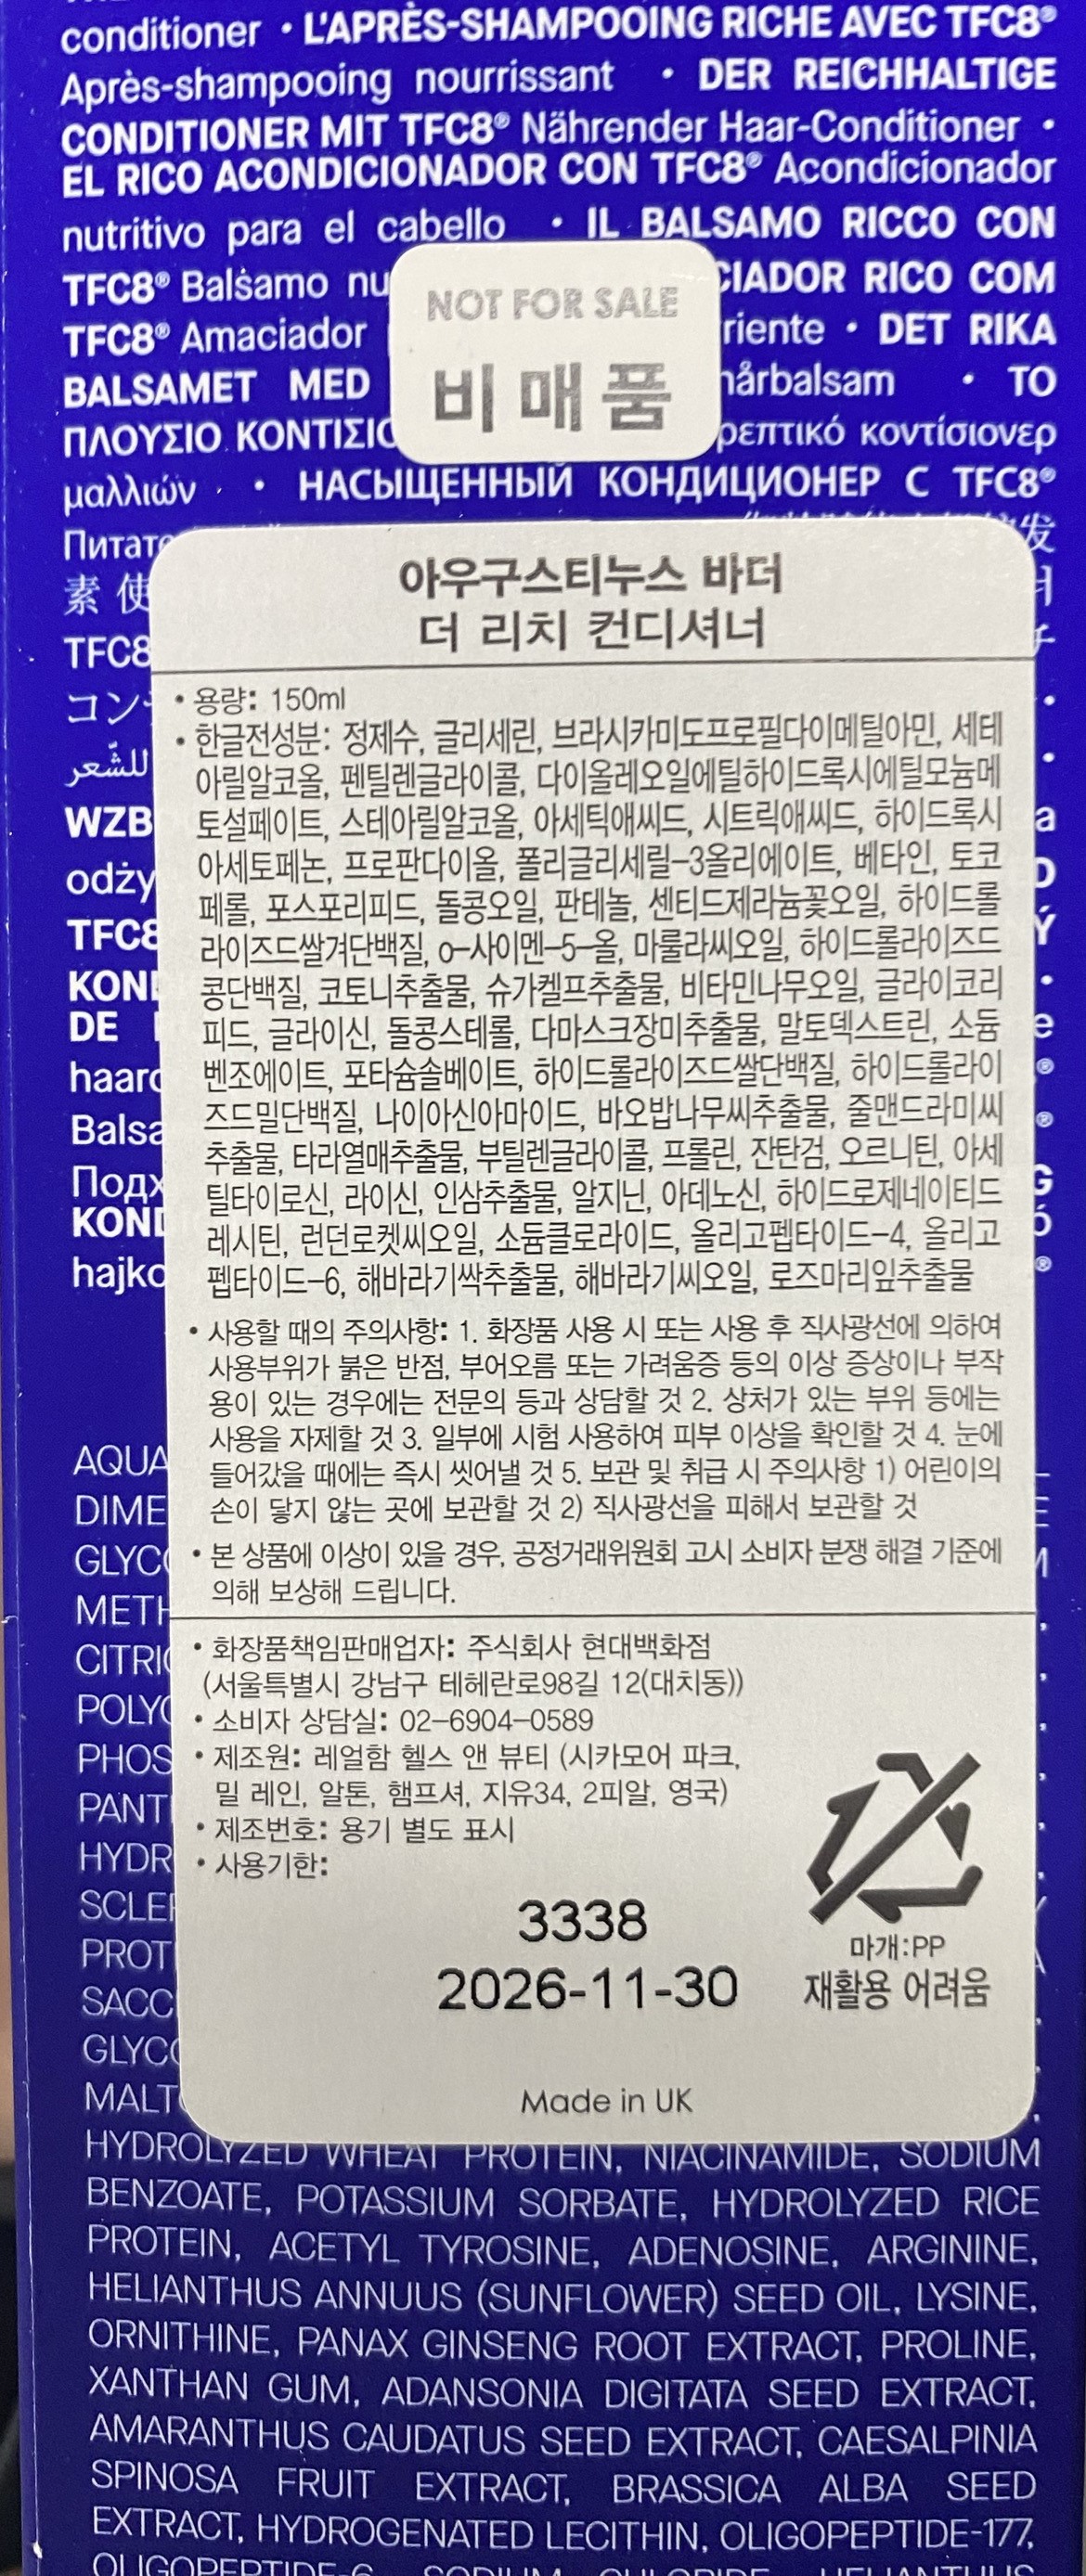 conditioner • L'APRÈS-SHAMPOOING RICHE AVEC TFC8®
Après-shampooing nourrissant • DER REICHHALTIGE
CONDITIONER MIT TFC8® Nährender Haar-Conditioner •
EL RICO ACONDICIONADOR CON TFC8® Acondicionador
nutritivo para el cabello • IL BALSAMO RICCO CON
TFC8® Balsamo nu CIADOR RICO COM
TFC8® Amaciador riente • DET RIKA
BALSAMET MED hårbalsam • TO
ΠΛΟΥΣΙΟ ΚΟΝΤΙΣΙΟ ρεπτικό κοντίσιονερ
μαλλιών • НАСЫЩЕННЫЙ КОНДИЦИОНЕР С TFC8®
NOT FOR SALE
비매품
Питате 发
素 使
TFC8
コン
للشّعر
WZB a
odży
TFC8 Ý
KON •
DE e
haar ®
Balsa ®
Подх G
KOND Ó
hajko ®
아우구스티누스 바더
더 리치 컨디셔너
• 용량: 150ml
• 한글전성분: 정제수, 글리세린, 브라시카미도프로필다이메틸아민, 세테
아릴알코올, 펜틸렌글라이콜, 다이올레오일에틸하이드록시에틸모늄메
토설페이트, 스테아릴알코올, 아세틱애씨드, 시트릭애씨드, 하이드록시
아세토페논, 프로판다이올, 폴리글리세릴-3올리에이트, 베타인, 토코
페롤, 포스포리피드, 돌콩오일, 판테놀, 센티드제라늄꽃오일, 하이드롤
라이즈드쌀겨단백질, o-사이멘-5-올, 마룰라씨오일, 하이드롤라이즈드
콩단백질, 코토니추출물, 슈가켈프추출물, 비타민나무오일, 글라이코리
피드, 글라이신, 돌콩스테롤, 다마스크장미추출물, 말토덱스트린, 소듐
벤조에이트, 포타슘솔베이트, 하이드롤라이즈드쌀단백질, 하이드롤라이
즈드밀단백질, 나이아신아마이드, 바오밥나무씨추출물, 줄맨드라미씨
추출물, 타라열매추출물, 부틸렌글라이콜, 프롤린, 잔탄검, 오르니틴, 아세
틸타이로신, 라이신, 인삼추출물, 알지닌, 아데노신, 하이드로제네이티드
레시틴, 런던로켓씨오일, 소듐클로라이드, 올리고펩타이드-4, 올리고
펩타이드-6, 해바라기싹추출물, 해바라기씨오일, 로즈마리잎추출물
• 사용할 때의 주의사항: 1. 화장품 사용 시 또는 사용 후 직사광선에 의하여
사용부위가 붉은 반점, 부어오름 또는 가려움증 등의 이상 증상이나 부작
용이 있는 경우에는 전문의 등과 상담할 것 2. 상처가 있는 부위 등에는
사용을 자제할 것 3. 일부에 시험 사용하여 피부 이상을 확인할 것 4. 눈에
들어갔을 때에는 즉시 씻어낼 것 5. 보관 및 취급 시 주의사항 1) 어린이의
손이 닿지 않는 곳에 보관할 것 2) 직사광선을 피해서 보관할 것
• 본 상품에 이상이 있을 경우, 공정거래위원회 고시 소비자 분쟁 해결 기준에
의해 보상해 드립니다.
• 화장품책임판매업자: 주식회사 현대백화점
(서울특별시 강남구 테헤란로98길 12(대치동))
• 소비자 상담실: 02-6904-0589
• 제조원: 레얼함 헬스 앤 뷰티 (시카모어 파크,
밀 레인, 알톤, 햄프셔, 지유34, 2피알, 영국)
• 제조번호: 용기 별도 표시
• 사용기한:
3338
2026-11-30
마개:PP
재활용 어려움
Made in UK
AQUA
DIME
GLYC
METH
CITRI
POLY
PHOS
PANT
HYDR
SCLE
PROT
SACC
GLYC
MALT
HYDROLYZED WHEAT PROTEIN, NIACINAMIDE, SODIUM
BENZOATE, POTASSIUM SORBATE, HYDROLYZED RICE
PROTEIN, ACETYL TYROSINE, ADENOSINE, ARGININE,
HELIANTHUS ANNUUS (SUNFLOWER) SEED OIL, LYSINE,
ORNITHINE, PANAX GINSENG ROOT EXTRACT, PROLINE,
XANTHAN GUM, ADANSONIA DIGITATA SEED EXTRACT,
AMARANTHUS CAUDATUS SEED EXTRACT, CAESALPINIA
SPINOSA FRUIT EXTRACT, BRASSICA ALBA SEED
EXTRACT, HYDROGENATED LECITHIN, OLIGOPEPTIDE-177,
OLIGOPEPTIDE-6, SODIUM CHLORIDE, HELIANTHUS